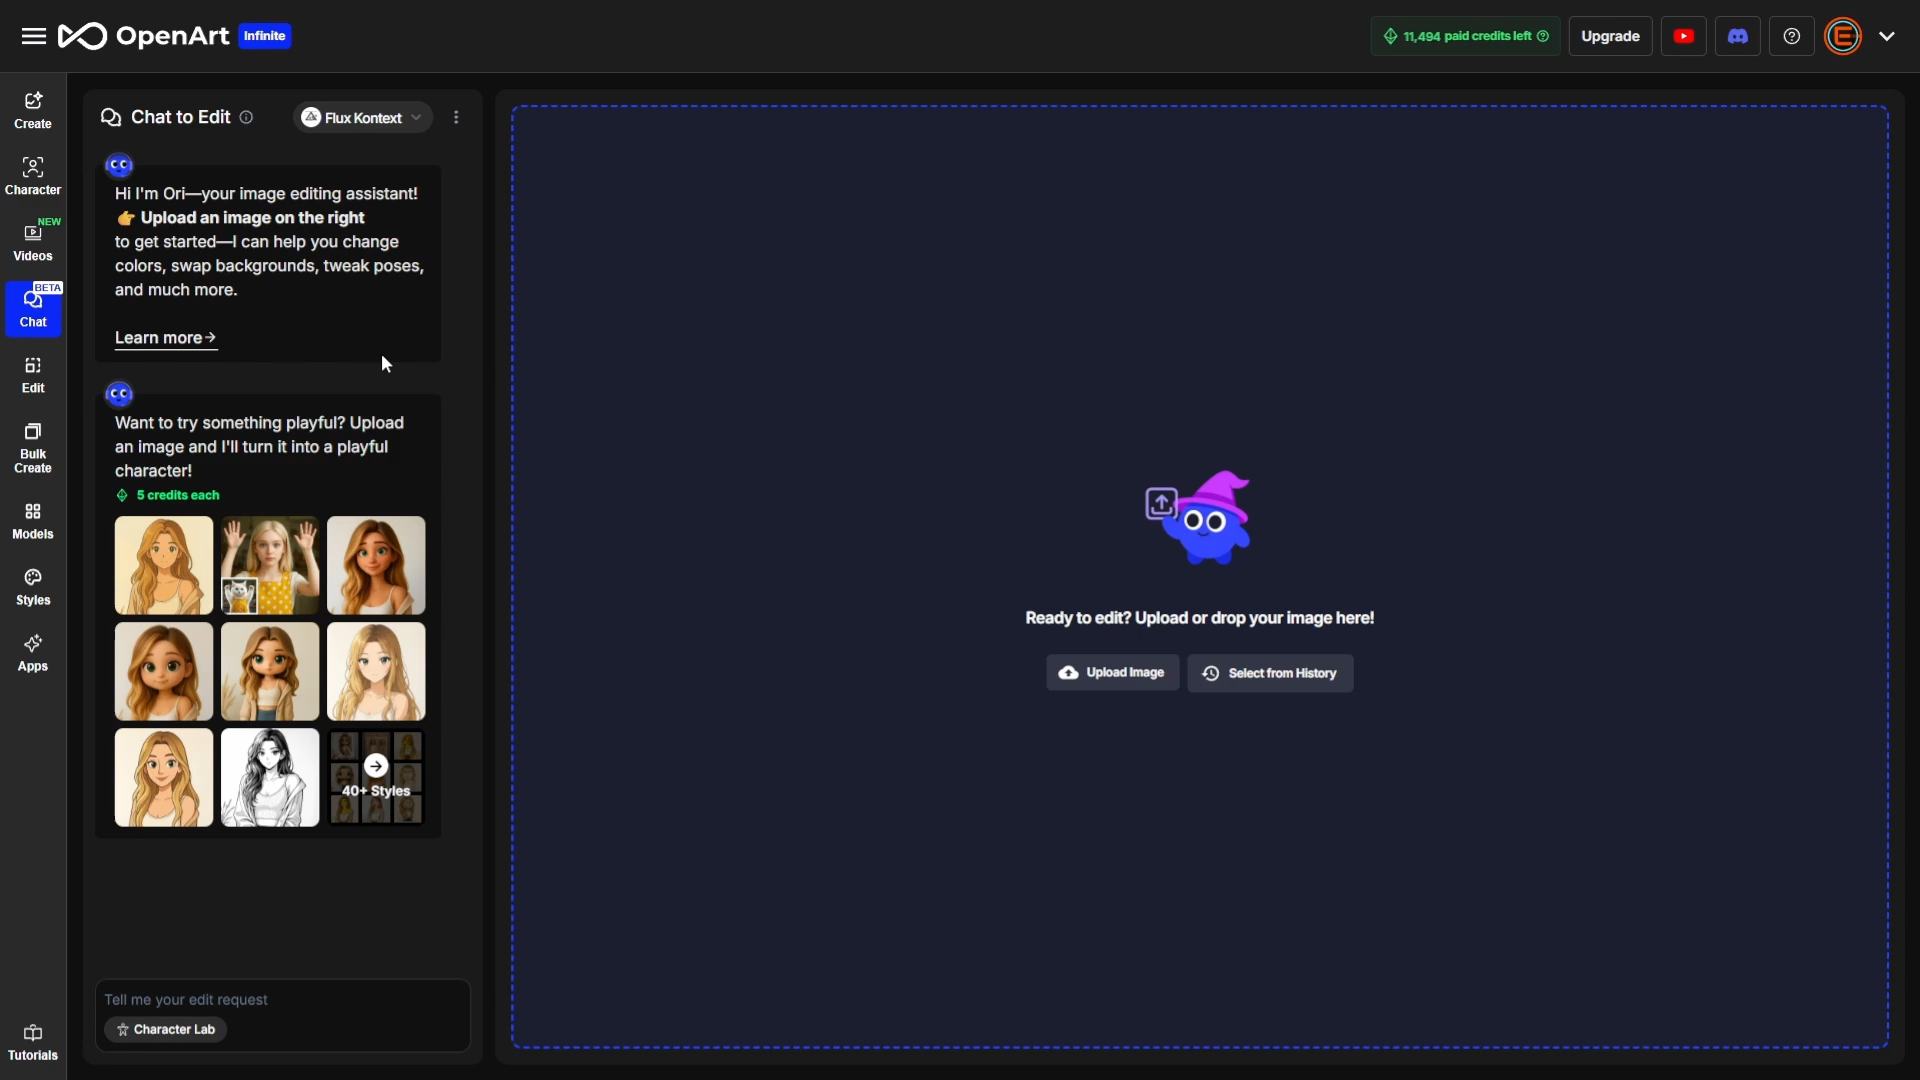 OpenArt Infinite
11,494 paid credits left
Upgrade
Create
Character
NEW
Videos
BETA
Chat
Edit
Bulk
Create
Models
Styles
Apps
Tutorials
Chat to Edit
Flux Kontext
Hi I'm Ori—your image editing assistant!
👉 Upload an image on the right
to get started—I can help you change
colors, swap backgrounds, tweak poses,
and much more.
Learn more→
Want to try something playful? Upload
an image and I'll turn it into a playful
character!
5 credits each
40+ Styles
Tell me your edit request
Character Lab
Ready to edit? Upload or drop your image here!
Upload Image
Select from History